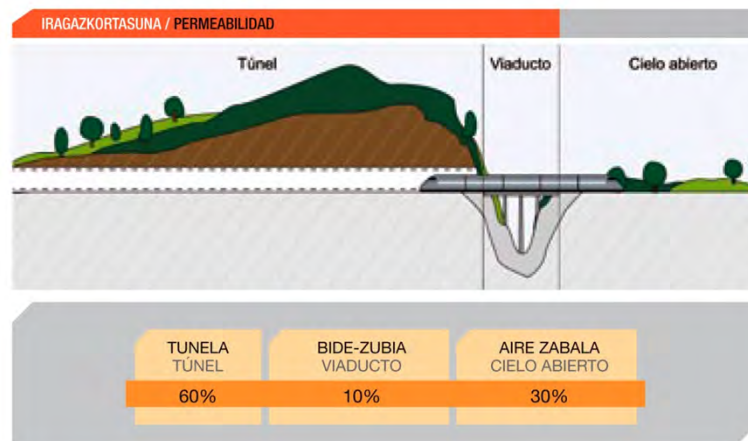 IRAGAZKORTASUNA / PERMEABILIDAD
Túnel Viaducto Cielo abierto
TUNELA BIDE-ZUBIA AIRE ZABALA
TÚNEL VIADUCTO CIELO ABIERTO
60% 10% 30%